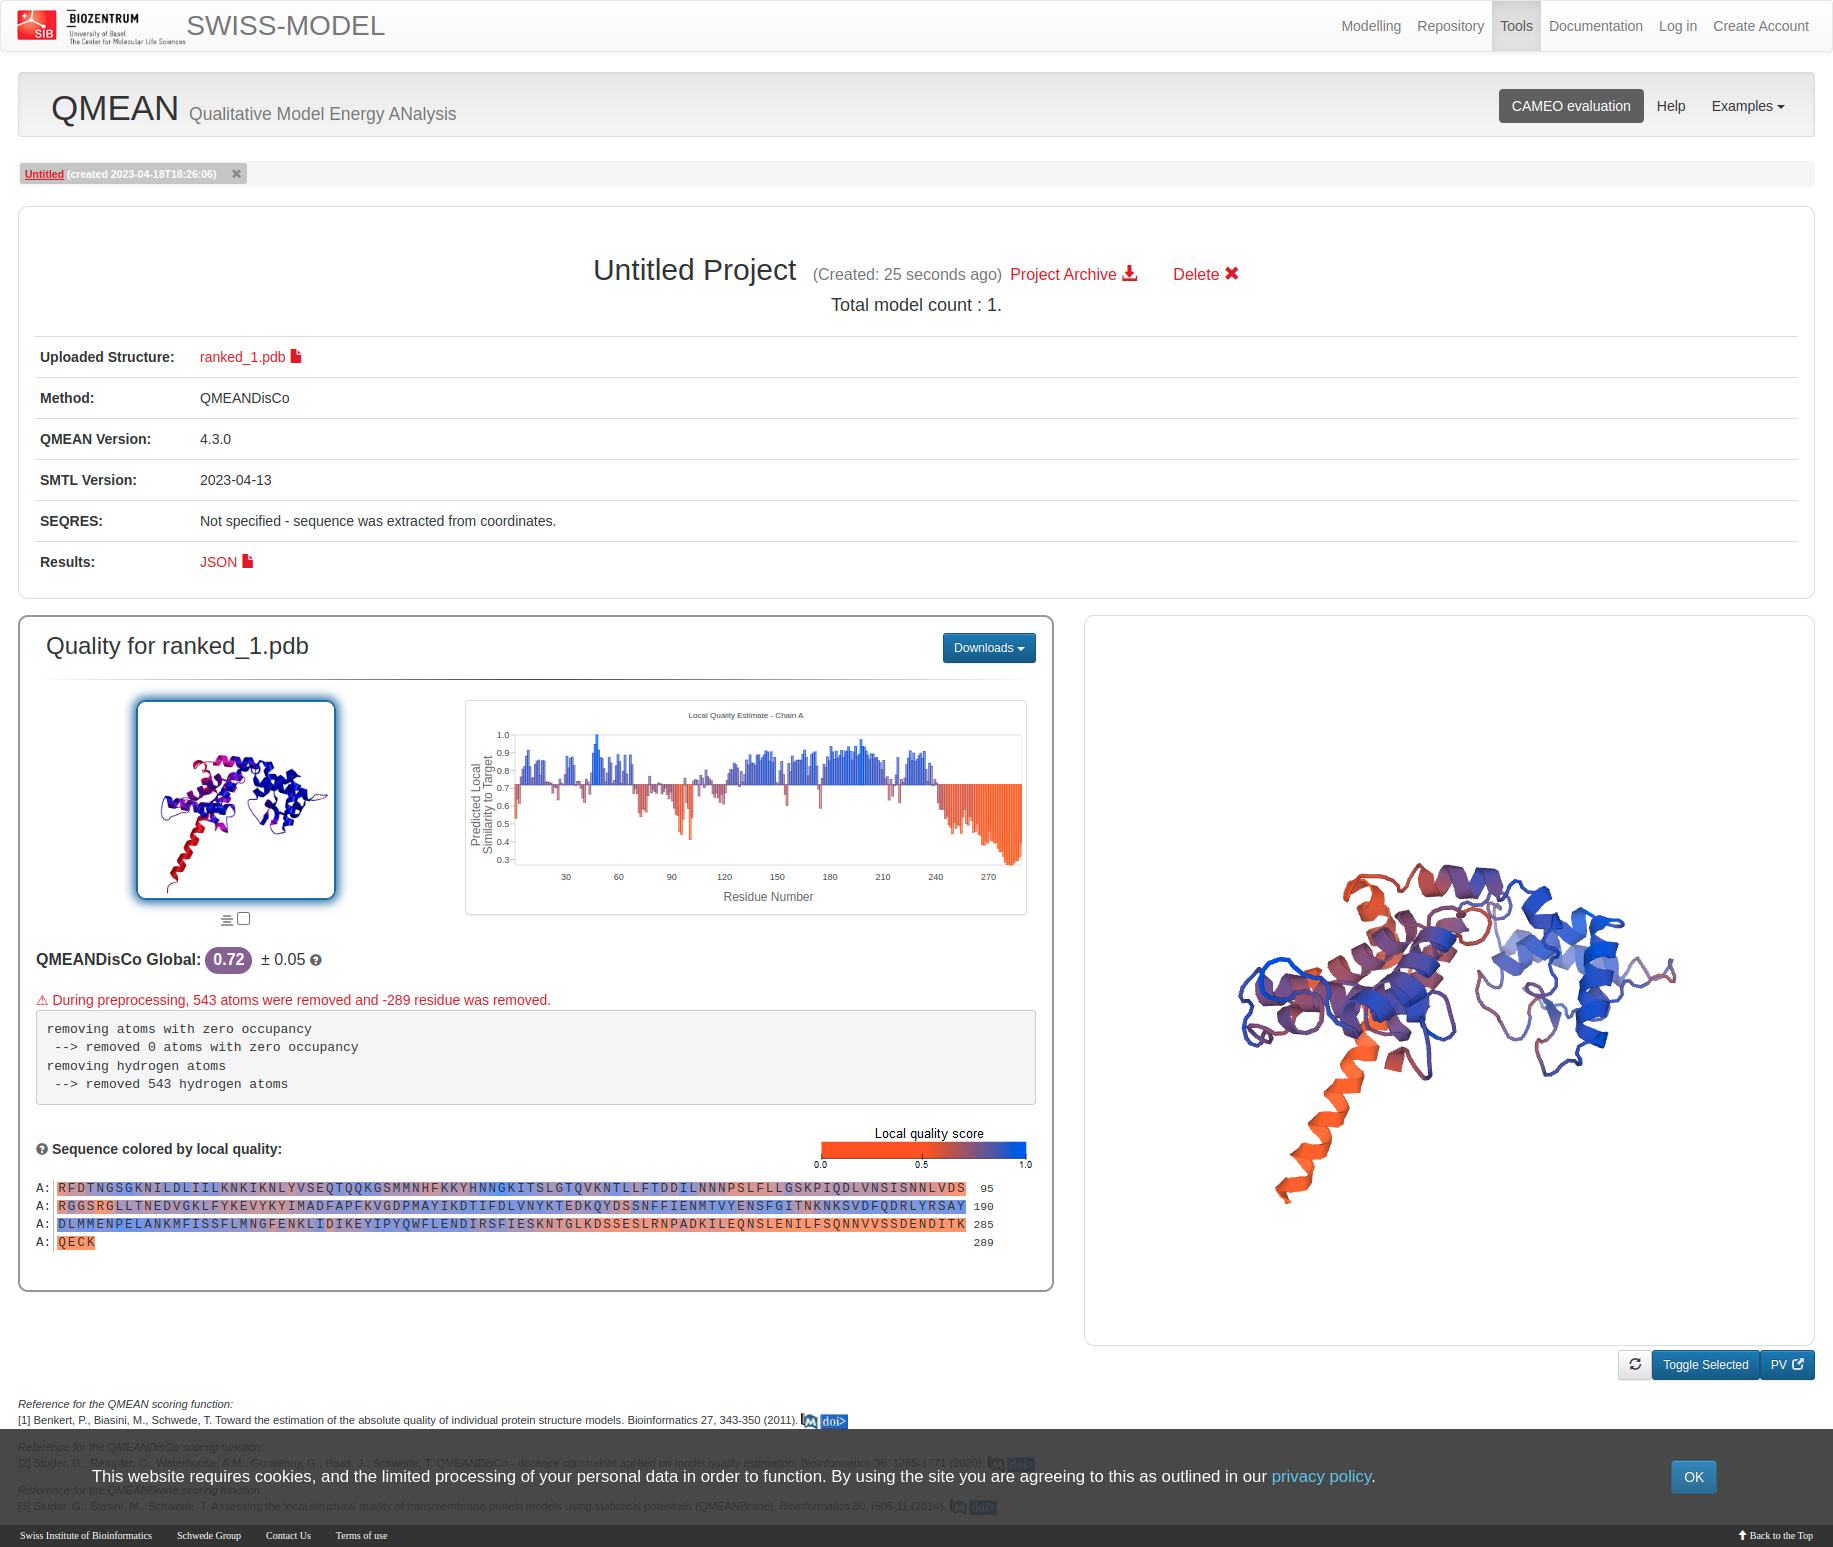 SIB
BIOZENTRUM
University of Basel
The Center for Molecular Life Sciences
SWISS-MODEL
Modelling Repository Tools Documentation Log in Create Account
QMEAN Qualitative Model Energy ANalysis
CAMEO evaluation Help Examples
Untitled (created 2023-04-18T18:26:06)
Untitled Project (Created: 25 seconds ago) Project Archive Delete
Total model count : 1.
Uploaded Structure: ranked_1.pdb
Method: QMEANDisCo
QMEAN Version: 4.3.0
SMTL Version: 2023-04-13
SEQRES: Not specified - sequence was extracted from coordinates.
Results: JSON
Quality for ranked_1.pdb
Downloads
Local Quality Estimate - Chain A
Predicted Local
Similarity to Target
1.0
0.9
0.8
0.7
0.6
0.5
0.4
0.3
30 60 90 120 150 180 210 240 270
Residue Number
QMEANDisCo Global: 0.72 ± 0.05
⚠ During preprocessing, 543 atoms were removed and -289 residue was removed.
removing atoms with zero occupancy
--> removed 0 atoms with zero occupancy
removing hydrogen atoms
--> removed 543 hydrogen atoms
Sequence colored by local quality:
Local quality score
0.0 0.5 1.0
A: RFDTNGSGKNILDLIILKNKIKNLYVSEQTQQKGSMMNHFKKYHNNGKITSLGTQVKNTLLFTDDILNNNPSLFLLGSKPIQDLVNSISNNLVDS 95
A: RGGSRGLLTNEDVGKLFYKEVYKYIMADFAPFKVGDPMAYIKDTIFDLVNYKTEDKQYDSSNFFIENMTVYENSFGITNKNKSVDFQDRLYRSAY 190
A: DLMMENPELANKMFISSFLMNGFENKLIDIKEYIPYQWFLENDIRSFIESKNTGLKDSSESLRNPADKILEQNSLENILFSQNNVVSSDENDITK 285
A: QECK 289
Toggle Selected PV
Reference for the QMEAN scoring function:
[1] Benkert, P., Biasini, M., Schwede, T. Toward the estimation of the absolute quality of individual protein structure models. Bioinformatics 27, 343-350 (2011). M doi>
Reference for the QMEANDisCo scoring function:
[2] Studer, G., Rempfer, C., Waterhouse, A.M., Gumienny, G., Haas, J., Schwede, T. QMEANDisCo - distance constraints applied on model quality estimation. Bioinformatics 36, 1765-1771 (2020). M doi>
This website requires cookies, and the limited processing of your personal data in order to function. By using the site you are agreeing to this as outlined in our privacy policy.
OK
Reference for the QMEANBrane scoring function:
[3] Studer, G., Biasini, M., Schwede, T. Assessing the local structural quality of transmembrane protein models using statistical potentials (QMEANBrane). Bioinformatics 30, i505-11 (2014). M doi>
Swiss Institute of Bioinformatics Schwede Group Contact Us Terms of use Back to the Top